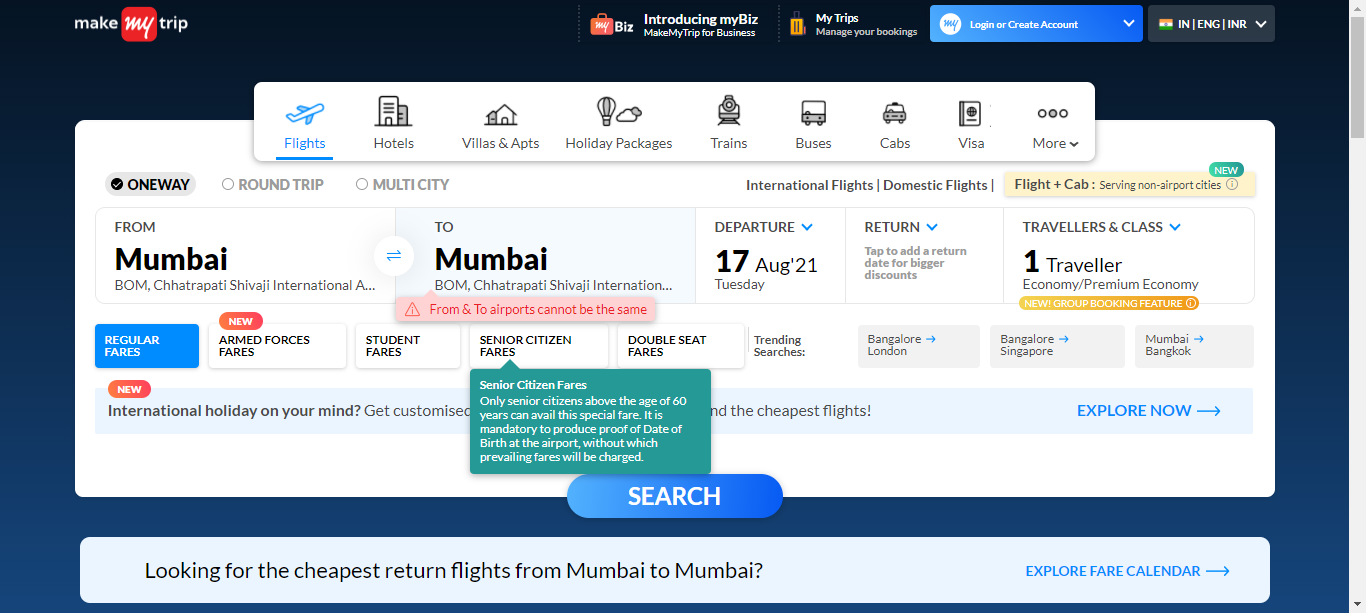 make my trip
my Biz
Introducing myBiz
MakeMyTrip for Business
My Trips
Manage your bookings
my
Login or Create Account
IN | ENG | INR
Flights
Hotels
Villas & Apts
Holiday Packages
Trains
Buses
Cabs
Visa
More
ONEWAY
ROUND TRIP
MULTI CITY
International Flights | Domestic Flights |
NEW
Flight + Cab : Serving non-airport cities
FROM
Mumbai
BOM, Chhatrapati Shivaji International A...
TO
Mumbai
BOM, Chhatrapati Shivaji Internation...
From & To airports cannot be the same
DEPARTURE
17 Aug'21
Tuesday
RETURN
Tap to add a return
date for bigger
discounts
TRAVELLERS & CLASS
1 Traveller
Economy/Premium Economy
NEW! GROUP BOOKING FEATURE
REGULAR
FARES
NEW
ARMED FORCES
FARES
STUDENT
FARES
SENIOR CITIZEN
FARES
DOUBLE SEAT
FARES
Trending
Searches:
Bangalore →
London
Bangalore →
Singapore
Mumbai →
Bangkok
Senior Citizen Fares
Only senior citizens above the age of 60
years can avail this special fare. It is
mandatory to produce proof of Date of
Birth at the airport, without which
prevailing fares will be charged.
NEW
International holiday on your mind? Get customised nd the cheapest flights!
EXPLORE NOW →
SEARCH
Looking for the cheapest return flights from Mumbai to Mumbai?
EXPLORE FARE CALENDAR →